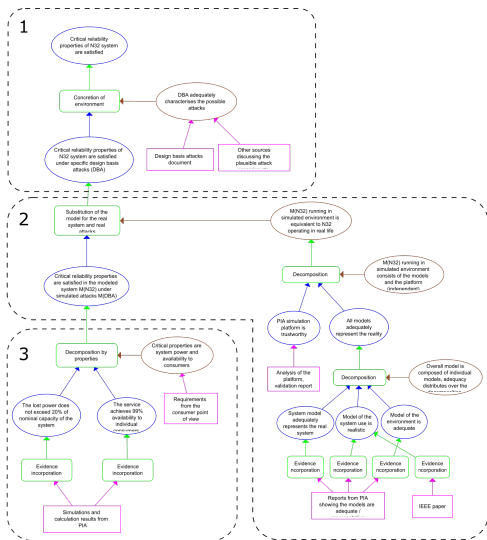 1
Critical reliability
properties of N32 system
are satisfied
Concretion of
environment
DBA adequately
characterises the possible
attacks
Critical reliability properties of
N32 system are satisfied
under specific design basis
attacks (DBA)
Design basis attacks
document
Other sources
discussing the
plausible attack
2
Substitution of the
model for the real
system and real
M(N32) running in
simulated environment is
equivalent to N32
operating in real life
Decomposition
M(N32) running in
simulated environment
consists of the models
and the platform
(independent)
Critical reliability properties
are satisfied in the modeled
system M(N32) under
simulated attacks M(DBA)
PIA simulation
platform is
trustworthy
All models
adequately
represent the reality
Analysis of the
platform,
validation report
Decomposition
Overall model is
composed of individual
models, adequacy
distributes over the
System model
adequately
represents the real
system
Model of the
system use is
realistic
Model of the
environment is
adequate
Evidence
incorporation
Evidence
incorporation
Evidence
incorporation
Evidence
incorporation
Reports from PIA
showing the models are
adequate /
IEEE paper
3
Decomposition by
properties
Critical properties are
system power and
availability to
consumers
The lost power does
not exceed 20% of
nominal capacity of the
system
The service
achieves 99%
availability to
individual
Requirements from
the consumer point
of view
Evidence
incorporation
Evidence
incorporation
Simulations and
calculation results from
PIA